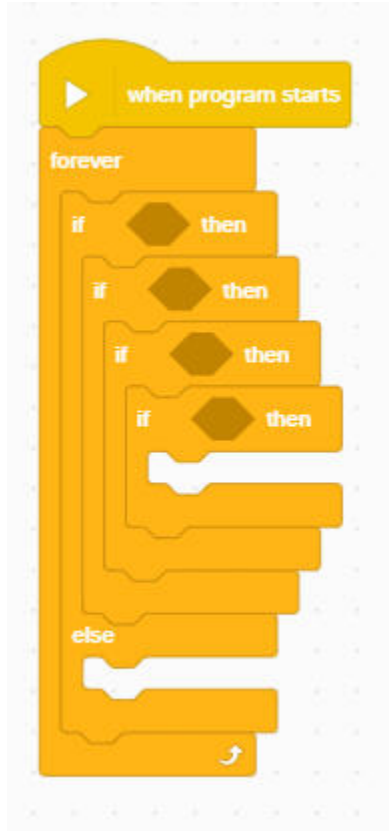 when program starts
forever
if then
if then
if then
if then
else